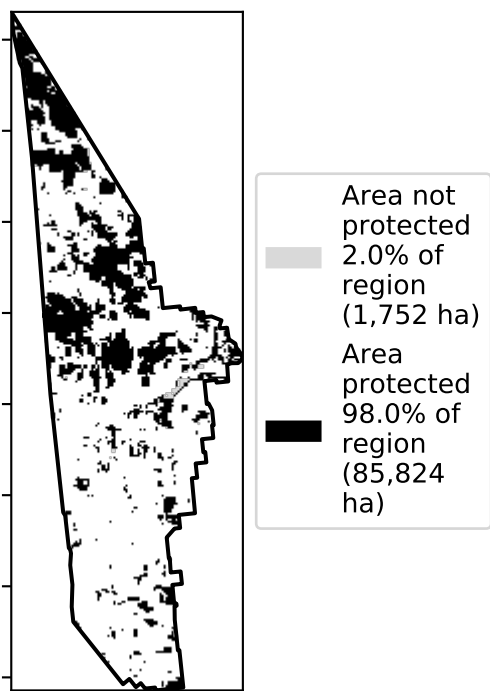 Area not
protected
2.0% of
region
(1,752 ha)
Area
protected
98.0% of
region
(85,824
ha)